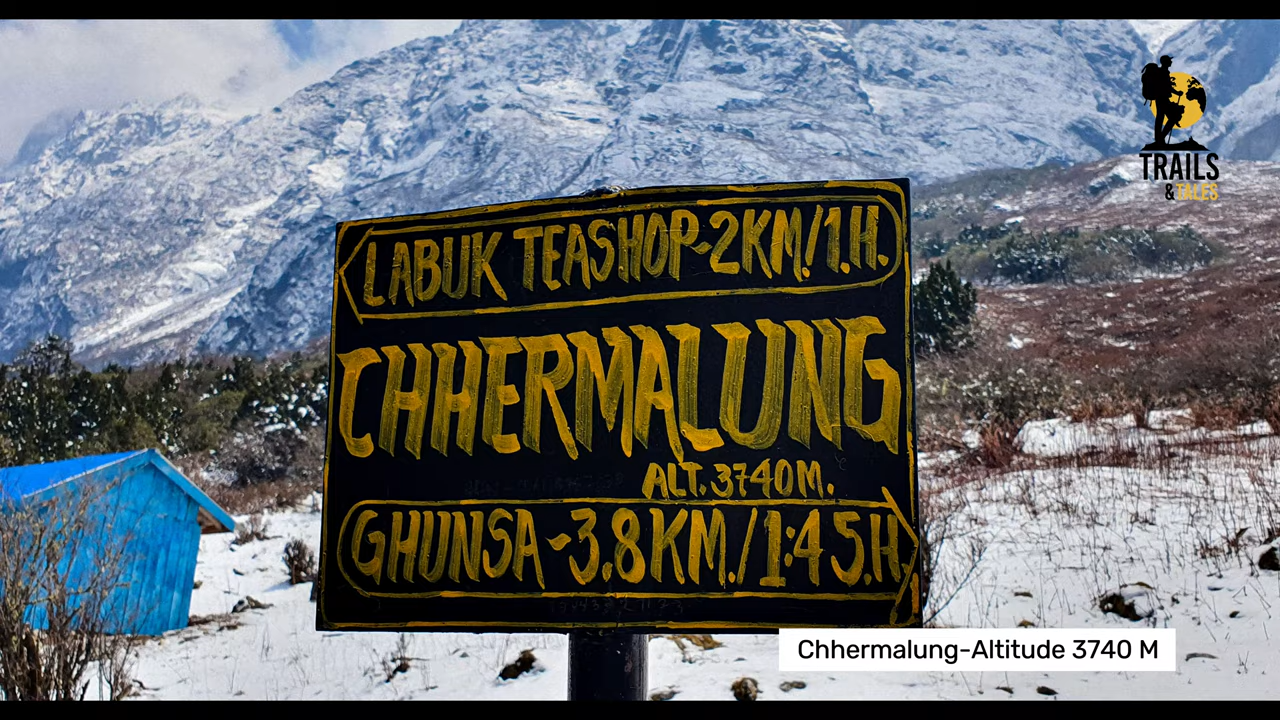 TRAILS
& TALES
LABUK TEASHOP-2KM/1.H.
CHHERMALUNG
ALT. 3740M.
GHUNSA-3.8KM./1:45.H
Chhermalung-Altitude 3740 M